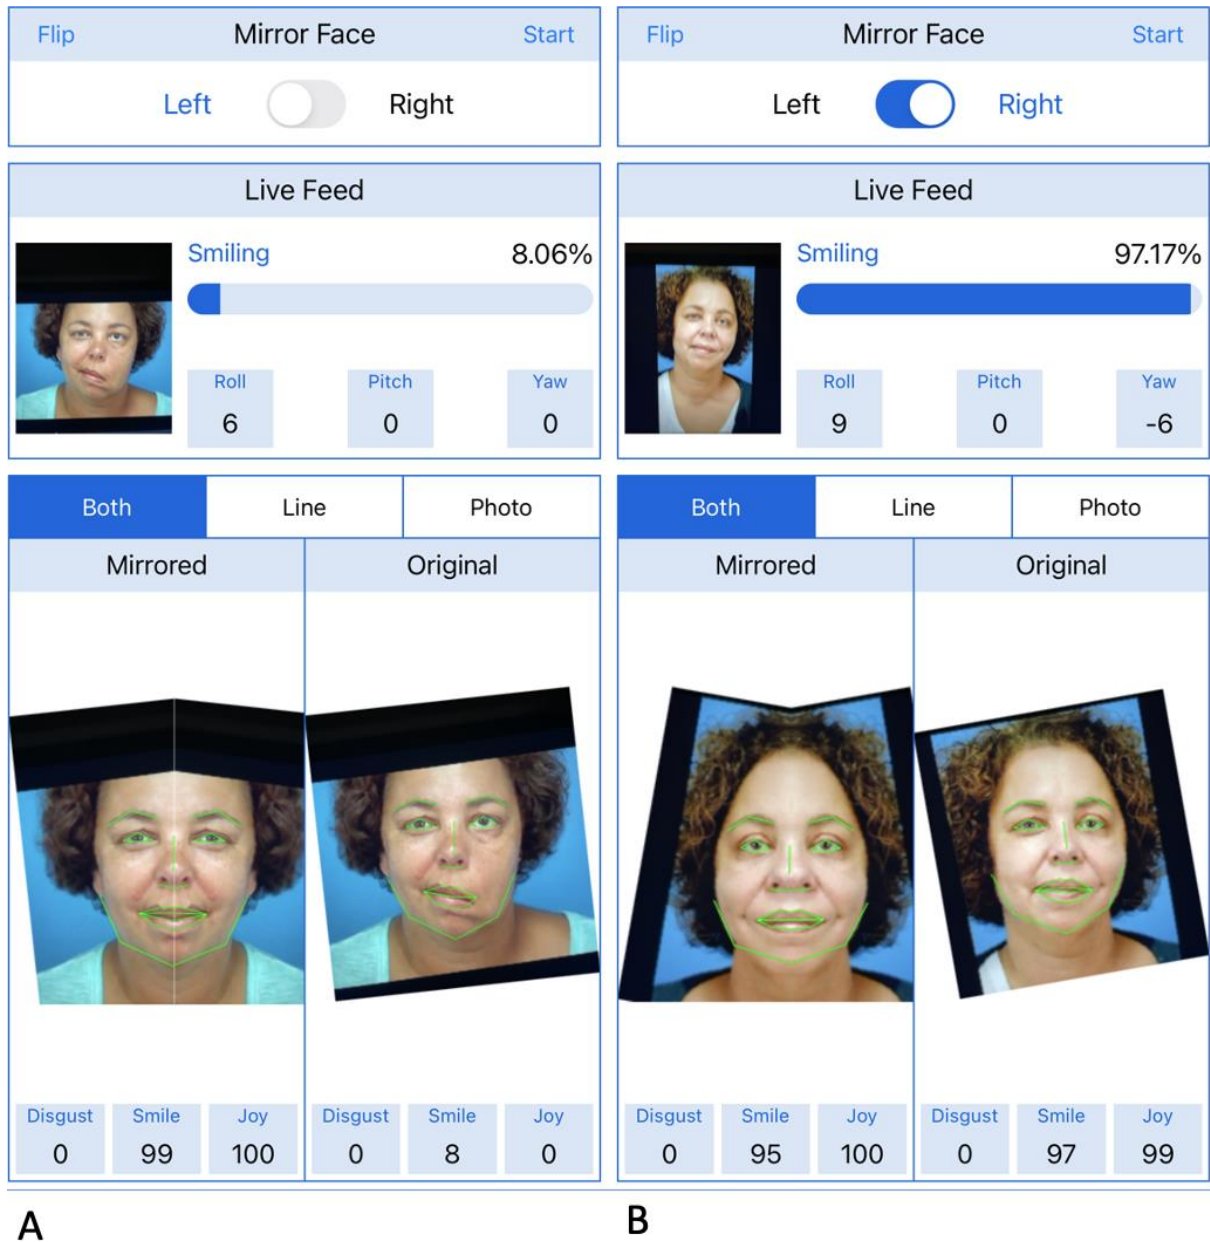 Flip Mirror Face Start
Left Right
Live Feed
Smiling 8.06%
Roll Pitch Yaw
6 0 0
Both Line Photo
Mirrored Original
Disgust Smile Joy Disgust Smile Joy
0 99 100 0 8 0
A
Flip Mirror Face Start
Left Right
Live Feed
Smiling 97.17%
Roll Pitch Yaw
9 0 -6
Both Line Photo
Mirrored Original
Disgust Smile Joy Disgust Smile Joy
0 95 100 0 97 99
B